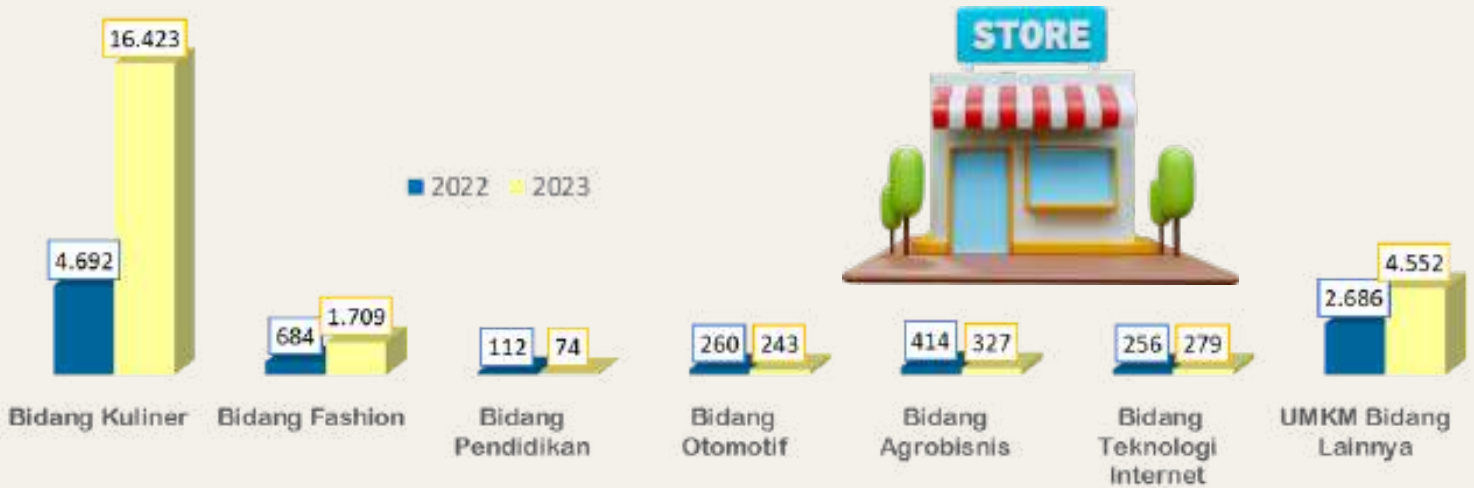 STORE
16.423
2022 2023
4.692
4.552
2.686
684 1.709
112 74
260 243
414 327
256 279
Bidang Kuliner
Bidang Fashion
Bidang
Pendidikan
Bidang
Otomotif
Bidang
Agrobisnis
Bidang
Teknologi
Internet
UMKM Bidang
Lainnya